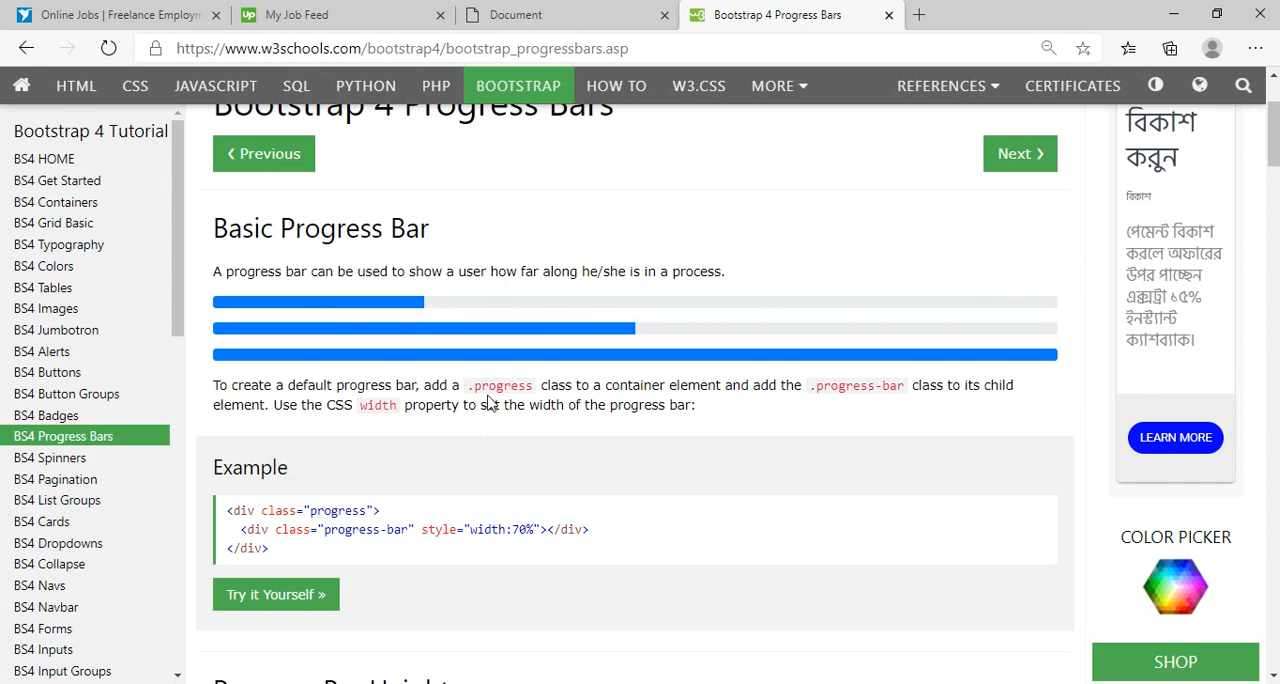 Online Jobs | Freelance Employm
My Job Feed
Document
Bootstrap 4 Progress Bars
https://www.w3schools.com/bootstrap4/bootstrap_progressbars.asp
HTML CSS JAVASCRIPT SQL PYTHON PHP BOOTSTRAP HOW TO W3.CSS MORE REFERENCES CERTIFICATES
Bootstrap 4 Tutorial
BS4 HOME
BS4 Get Started
BS4 Containers
BS4 Grid Basic
BS4 Typography
BS4 Colors
BS4 Tables
BS4 Images
BS4 Jumbotron
BS4 Alerts
BS4 Buttons
BS4 Button Groups
BS4 Badges
BS4 Progress Bars
BS4 Spinners
BS4 Pagination
BS4 List Groups
BS4 Cards
BS4 Dropdowns
BS4 Collapse
BS4 Navs
BS4 Navbar
BS4 Forms
BS4 Inputs
BS4 Input Groups
Bootstrap 4 Progress Bars
❮ Previous
Next ❯
Basic Progress Bar
A progress bar can be used to show a user how far along he/she is in a process.
To create a default progress bar, add a .progress class to a container element and add the .progress-bar class to its child
element. Use the CSS width property to set the width of the progress bar:
Example
<div class="progress">
<div class="progress-bar" style="width:70%"></div>
</div>
Try it Yourself »
বিকাশ
করুন
বিকাশ
পেমেন্ট বিকাশ
করলে অফারের
উপর পাচ্ছেন
এক্সট্রা ১৫%
ইনস্ট্যান্ট
ক্যাশব্যাক।
LEARN MORE
COLOR PICKER
SHOP